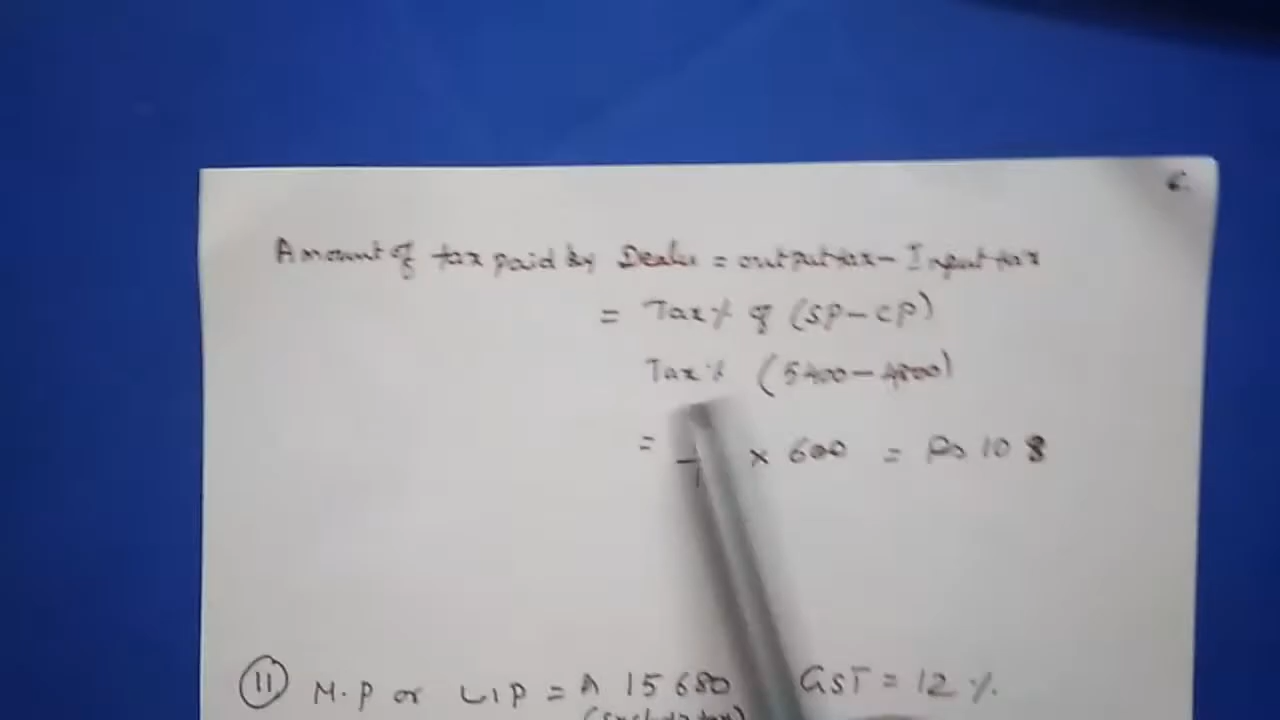 6
Amount of tax paid by Dealer = output tax - Input tax
= Tax % of (SP - CP)
Tax % (5400 - 4800)
= × 600 = Rs 108
(11) M.P or LIP = 15680 GST = 12 %